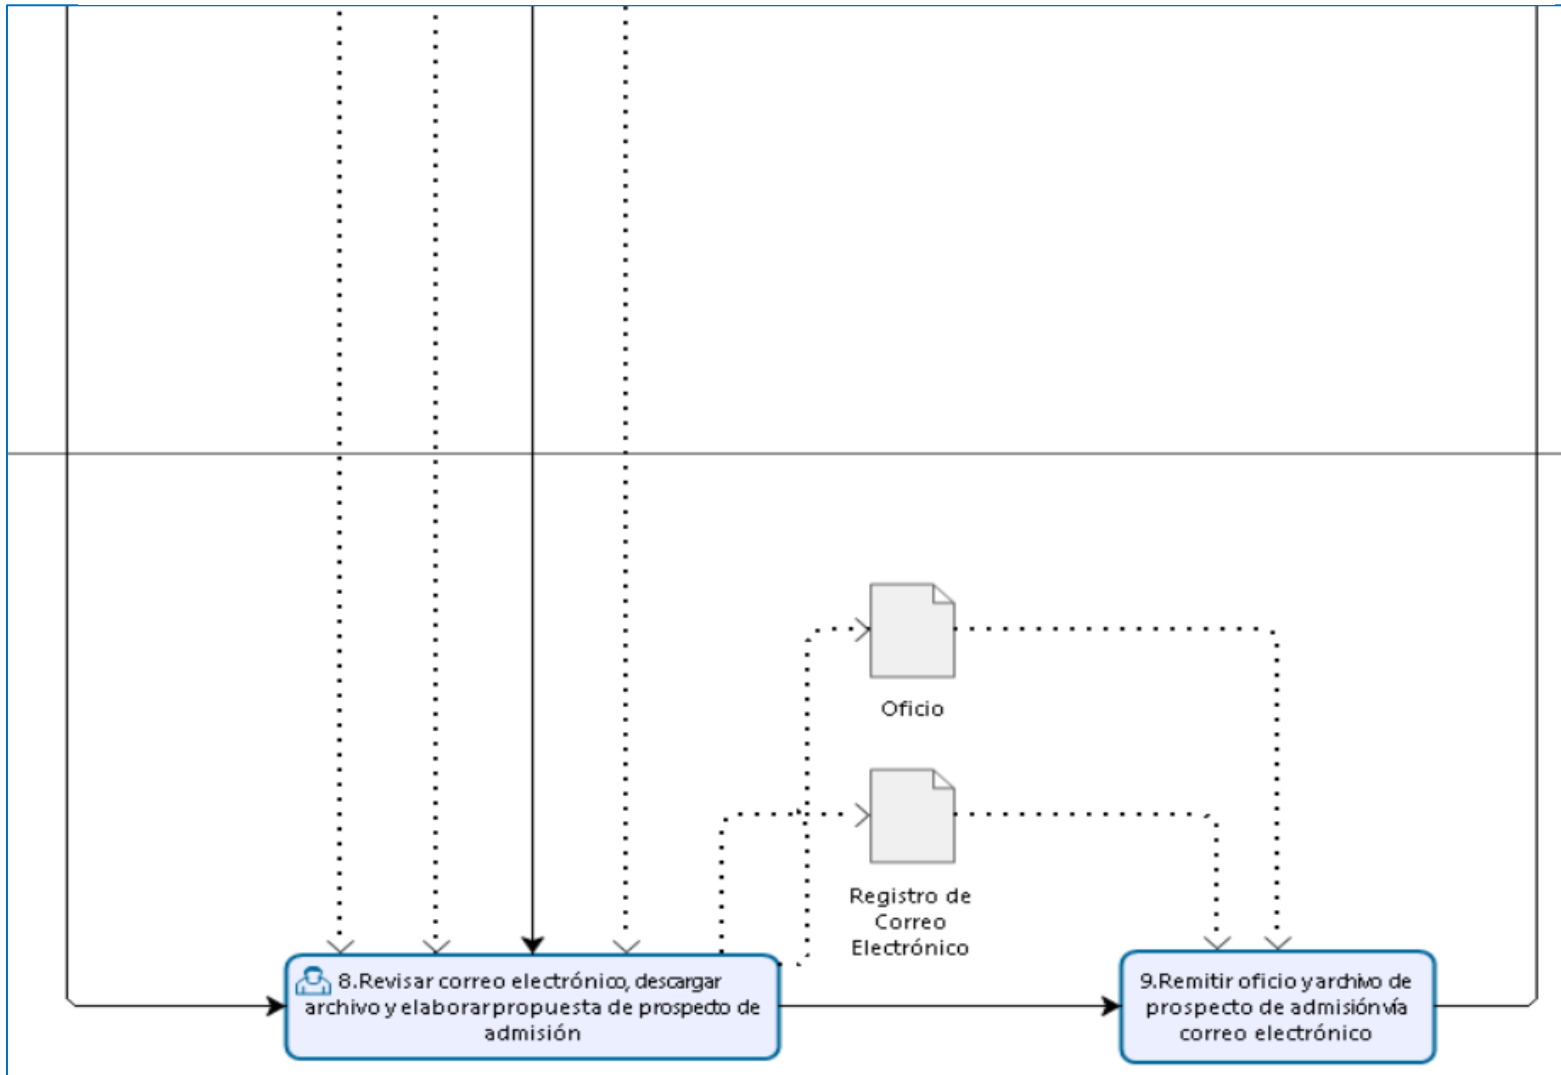 Oficio
Registro de
Correo
Electrónico
8.Revisar correo electrónico, descargar
archivo y elaborar propuesta de prospecto de
admisión
9.Remitir oficio y archivo de
prospecto de admisión vía
correo electrónico